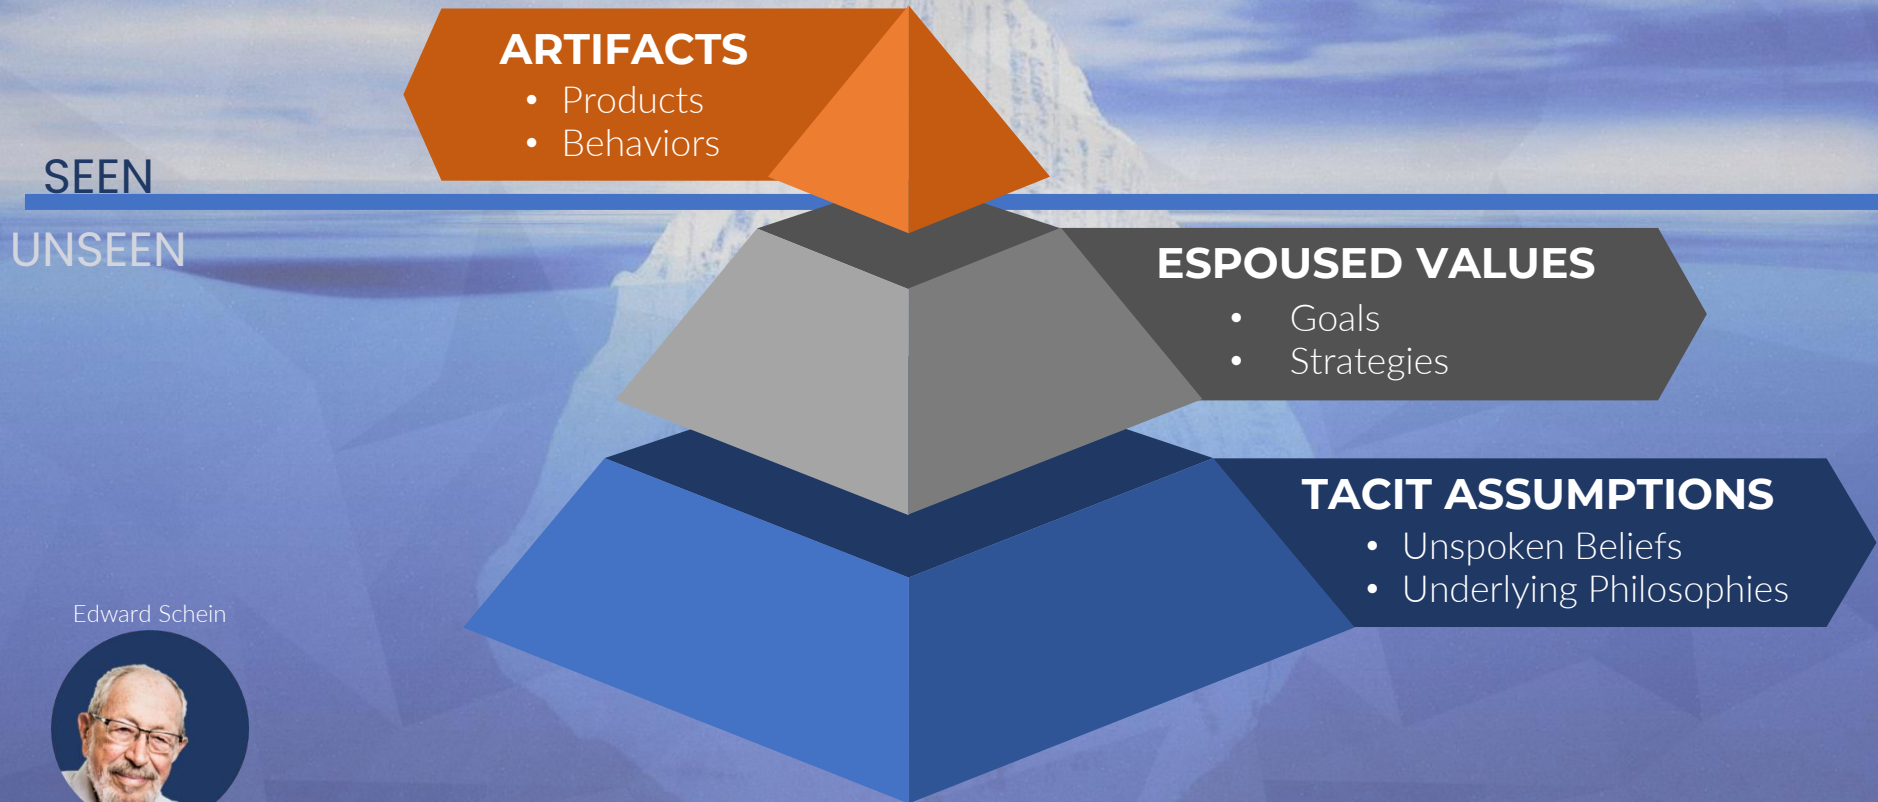 ARTIFACTS
• Products
• Behaviors
SEEN
UNSEEN
ESPOUSED VALUES
• Goals
• Strategies
TACIT ASSUMPTIONS
• Unspoken Beliefs
• Underlying Philosophies
Edward Schein